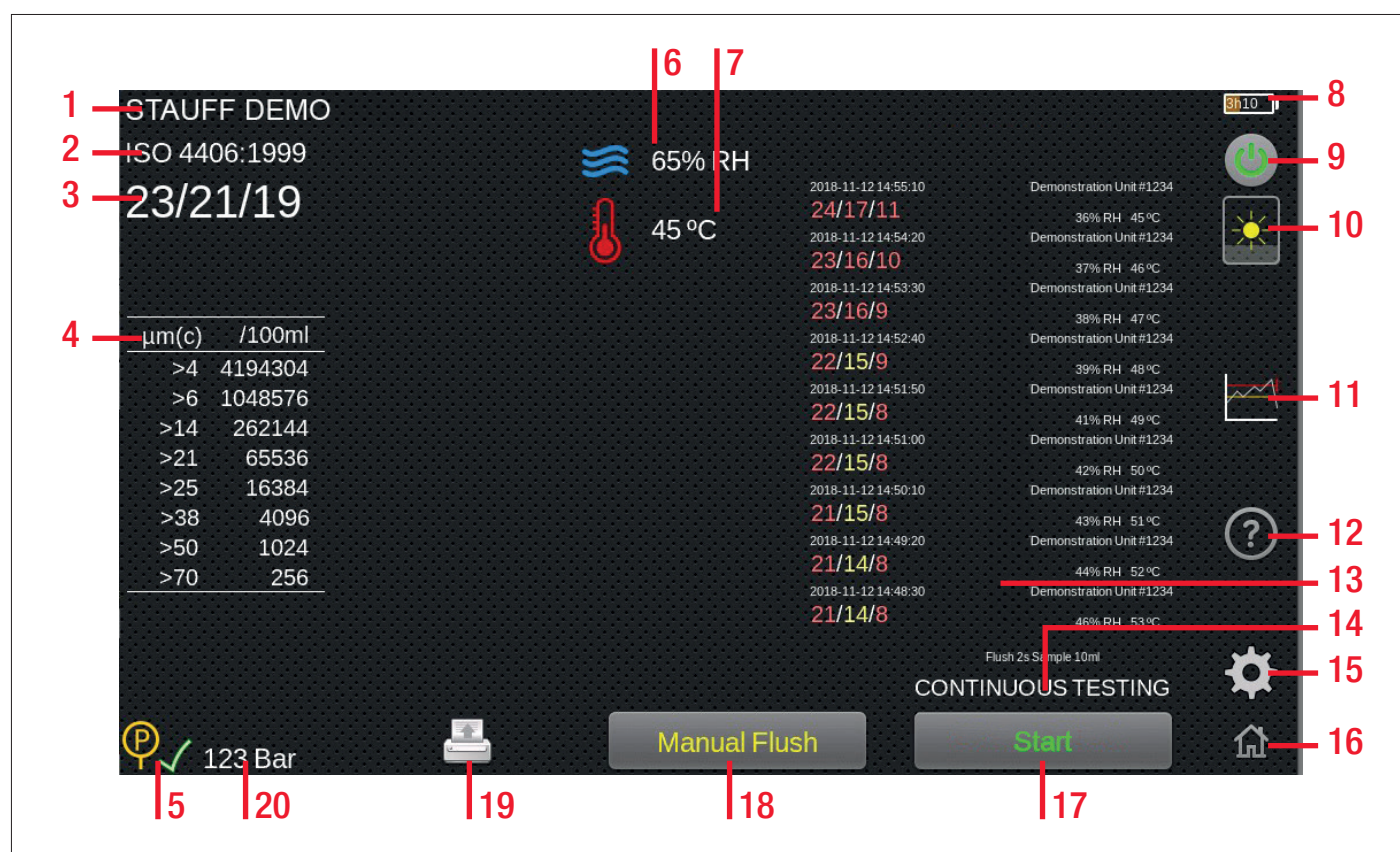 6 7
1 STAUFF DEMO
2 ISO 4406:1999
3 23/21/19
65% RH
45 ºC
4 µm(c) /100ml
>4 4194304
>6 1048576
>14 262144
>21 65536
>25 16384
>38 4096
>50 1024
>70 256
2018-11-12 14:55:10 Demonstration Unit #1234
24/17/11
36% RH 45 ºC
2018-11-12 14:54:20 Demonstration Unit #1234
23/16/10
37% RH 46 ºC
2018-11-12 14:53:30 Demonstration Unit #1234
23/16/9
38% RH 47 ºC
2018-11-12 14:52:40 Demonstration Unit #1234
22/15/9
39% RH 48 ºC
2018-11-12 14:51:50 Demonstration Unit #1234
22/15/8
41% RH 49 ºC
2018-11-12 14:51:00 Demonstration Unit #1234
22/15/8
42% RH 50 ºC
2018-11-12 14:50:10 Demonstration Unit #1234
21/15/8
43% RH 51 ºC
2018-11-12 14:49:20 Demonstration Unit #1234
21/14/8
44% RH 52 ºC
2018-11-12 14:48:30 Demonstration Unit #1234
21/14/8
46% RH 53 ºC
Flush 2s Sample 10ml
CONTINUOUS TESTING
3h10 8
9
10
11
? 12
13
14
15
16
P 123 Bar
Manual Flush
Start
5 20 19 18 17